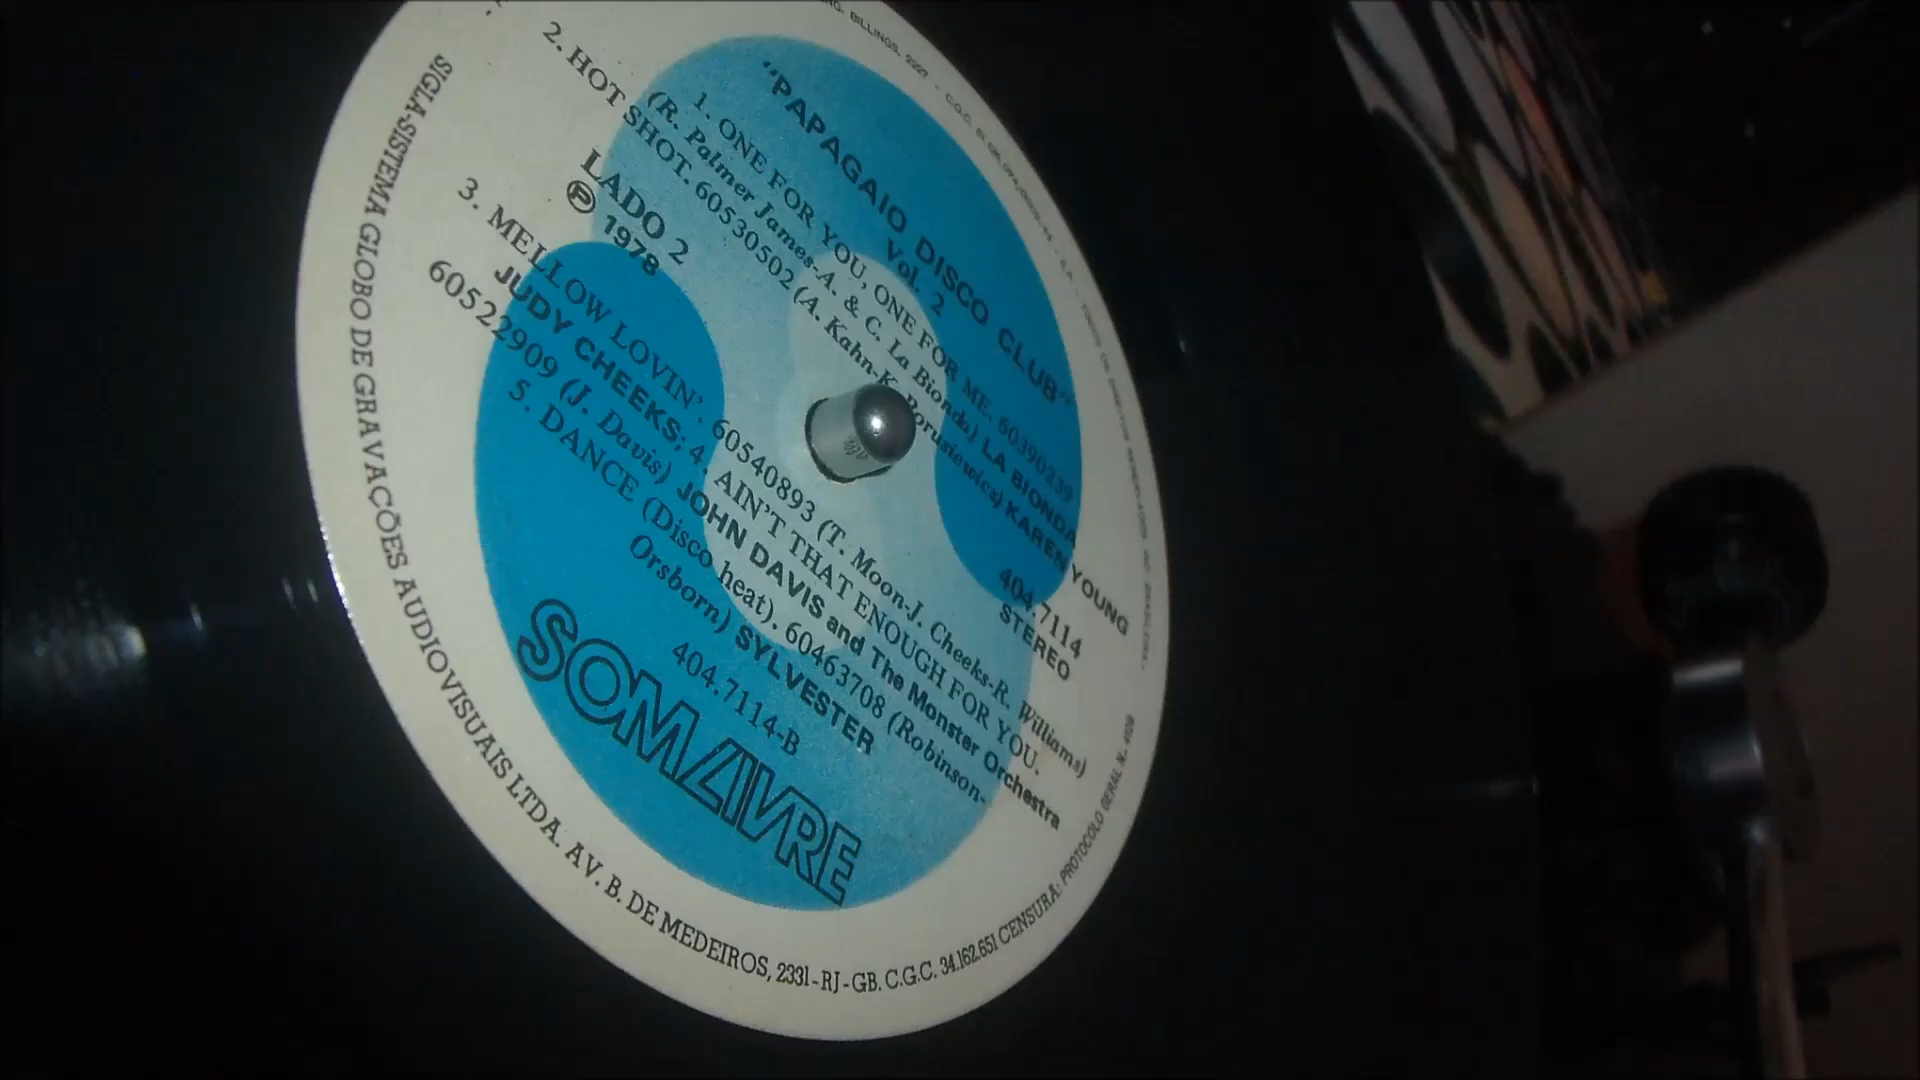 "PAPAGAIO DISCO CLUB"
Vol. 2
1. ONE FOR YOU, ONE FOR ME. 60390239
(R. Palmer James-A. & C. La Bionda) LA BIONDA
2. HOT SHOT. 60530502 (A. Kahn-K. Borusiewicz) KAREN YOUNG
LADO 2
Ⓟ 1978
404.7114
STEREO
3. MELLOW LOVIN'. 60540893 (T. Moon-J. Cheeks-R. Williams)
JUDY CHEEKS; 4. AIN'T THAT ENOUGH FOR YOU.
60522909 (J. Davis) JOHN DAVIS and The Monster Orchestra
5. DANCE (Disco heat). 60463708 (Robinson-
Orsborn) SYLVESTER
404.7114-B
SOM LIVRE
SIGLA-SISTEMA GLOBO DE GRAVAÇÕES AUDIOVISUAIS LTDA. AV. B. DE MEDEIROS, 2331-RJ-GB. C.G.C. 34.162.651 CENSURA: PROTOCOLO GERAL N.
BILLINGS, 2227 - C.G.C.